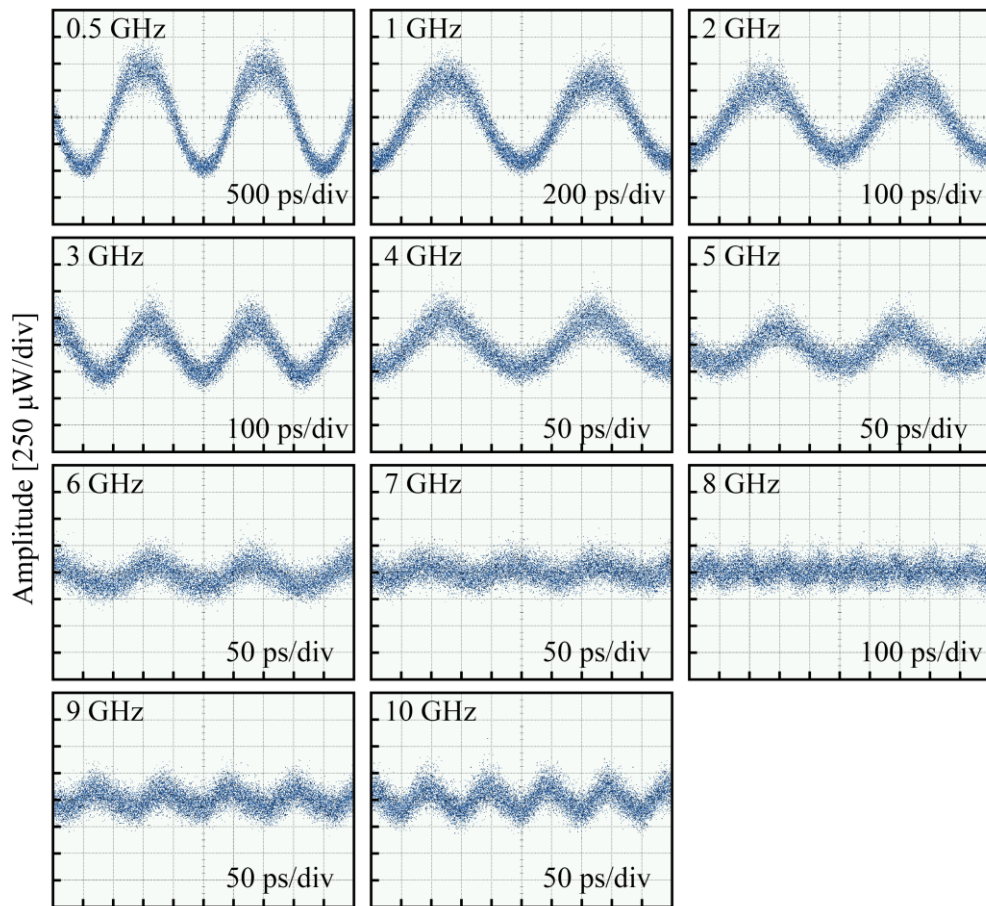 0.5 GHz
500 ps/div
1 GHz
200 ps/div
2 GHz
100 ps/div
3 GHz
100 ps/div
4 GHz
50 ps/div
5 GHz
50 ps/div
6 GHz
50 ps/div
7 GHz
50 ps/div
8 GHz
100 ps/div
9 GHz
50 ps/div
10 GHz
50 ps/div
Amplitude [250 µW/div]